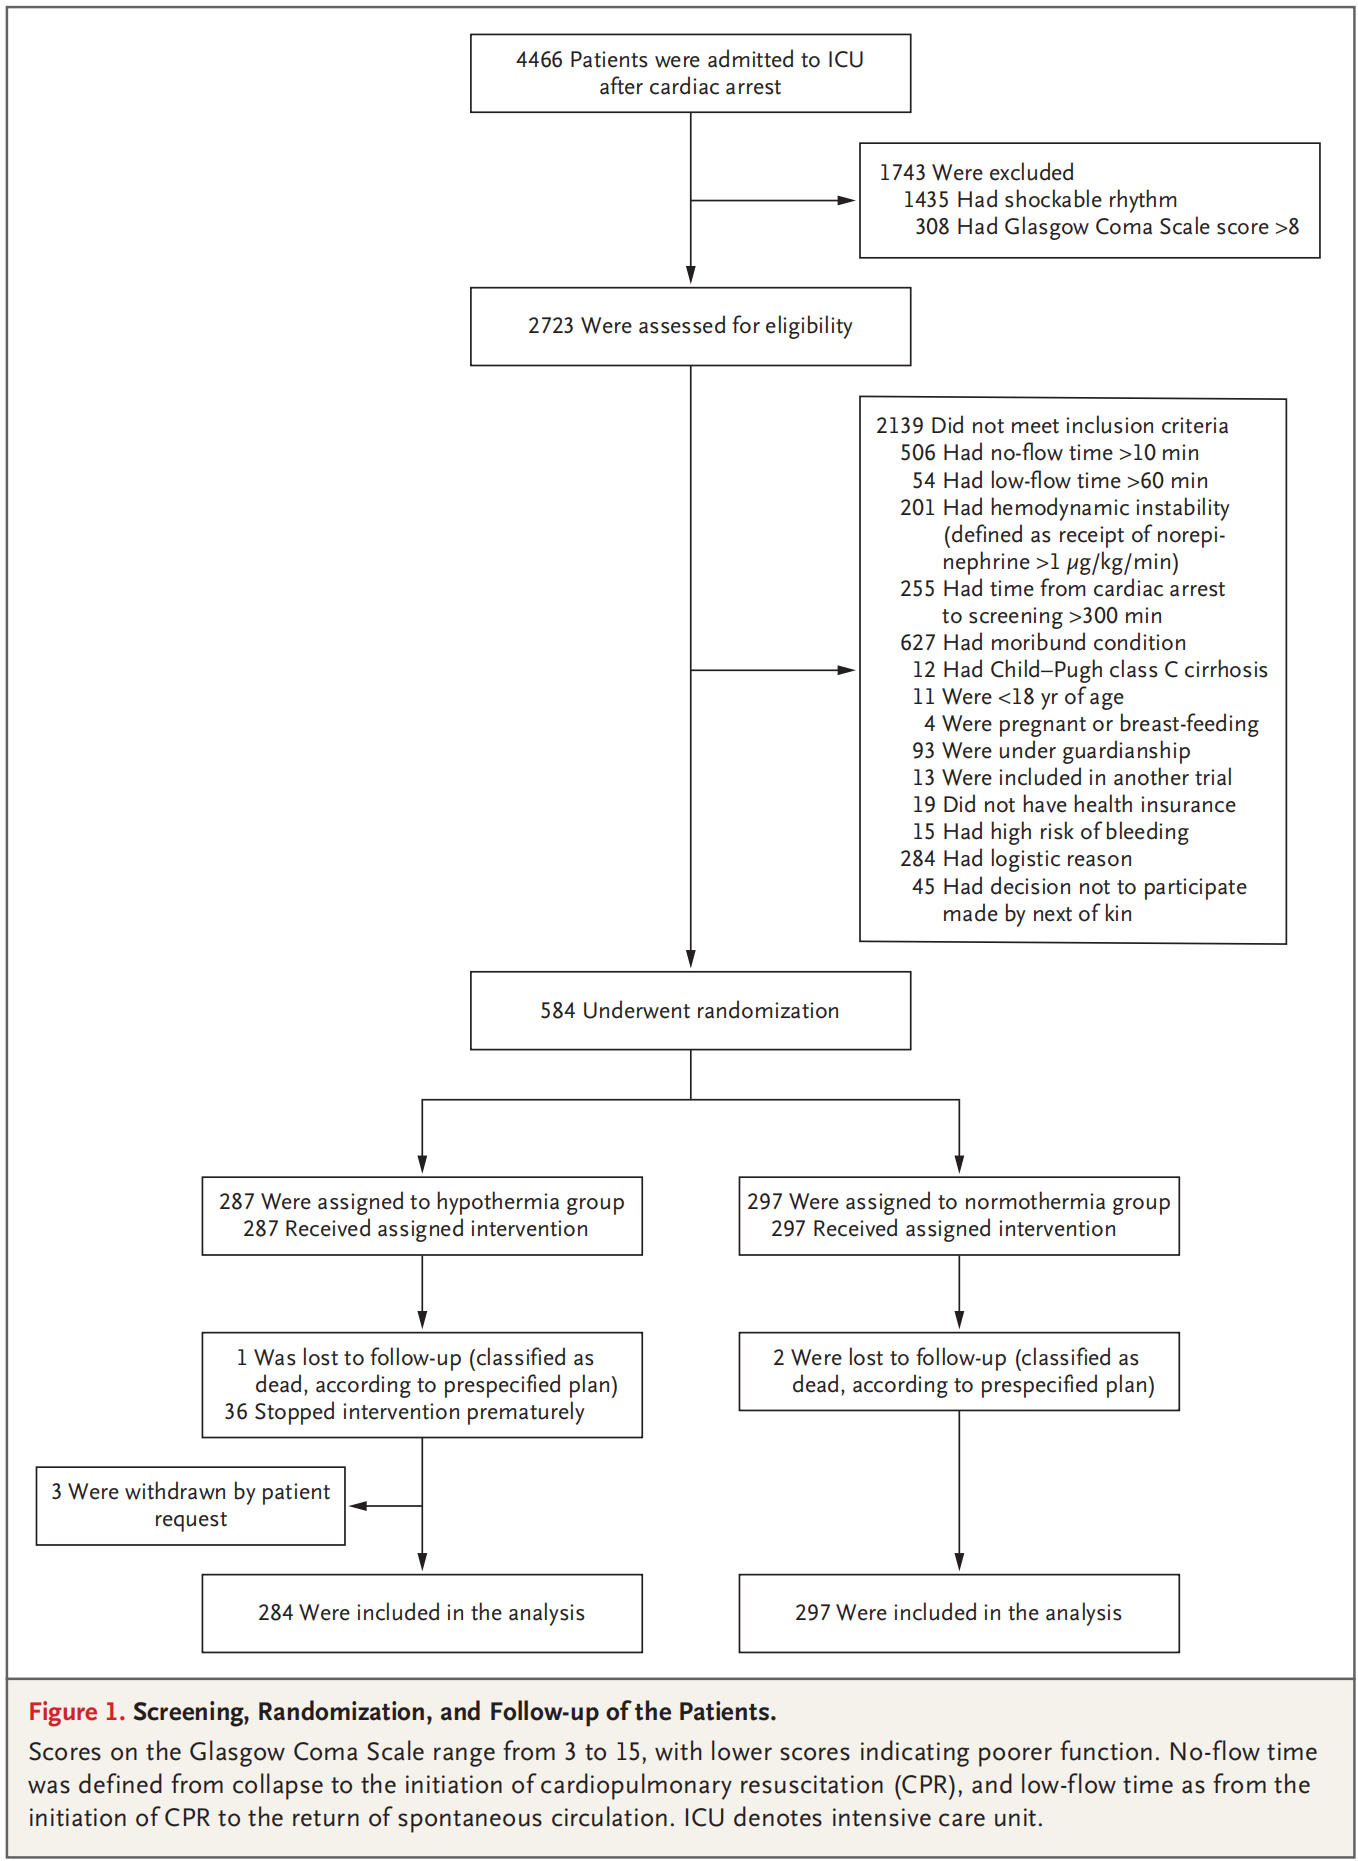 4466 Patients were admitted to ICU
after cardiac arrest
1743 Were excluded
1435 Had shockable rhythm
308 Had Glasgow Coma Scale score >8
2723 Were assessed for eligibility
2139 Did not meet inclusion criteria
506 Had no-flow time >10 min
54 Had low-flow time >60 min
201 Had hemodynamic instability
(defined as receipt of norepi-
nephrine >1 µg/kg/min)
255 Had time from cardiac arrest
to screening >300 min
627 Had moribund condition
12 Had Child–Pugh class C cirrhosis
11 Were <18 yr of age
4 Were pregnant or breast-feeding
93 Were under guardianship
13 Were included in another trial
19 Did not have health insurance
15 Had high risk of bleeding
284 Had logistic reason
45 Had decision not to participate
made by next of kin
584 Underwent randomization
287 Were assigned to hypothermia group
287 Received assigned intervention
297 Were assigned to normothermia group
297 Received assigned intervention
1 Was lost to follow-up (classified as
dead, according to prespecified plan)
36 Stopped intervention prematurely
2 Were lost to follow-up (classified as
dead, according to prespecified plan)
3 Were withdrawn by patient
request
284 Were included in the analysis
297 Were included in the analysis
Figure 1. Screening, Randomization, and Follow-up of the Patients.
Scores on the Glasgow Coma Scale range from 3 to 15, with lower scores indicating poorer function. No-flow time
was defined from collapse to the initiation of cardiopulmonary resuscitation (CPR), and low-flow time as from the
initiation of CPR to the return of spontaneous circulation. ICU denotes intensive care unit.